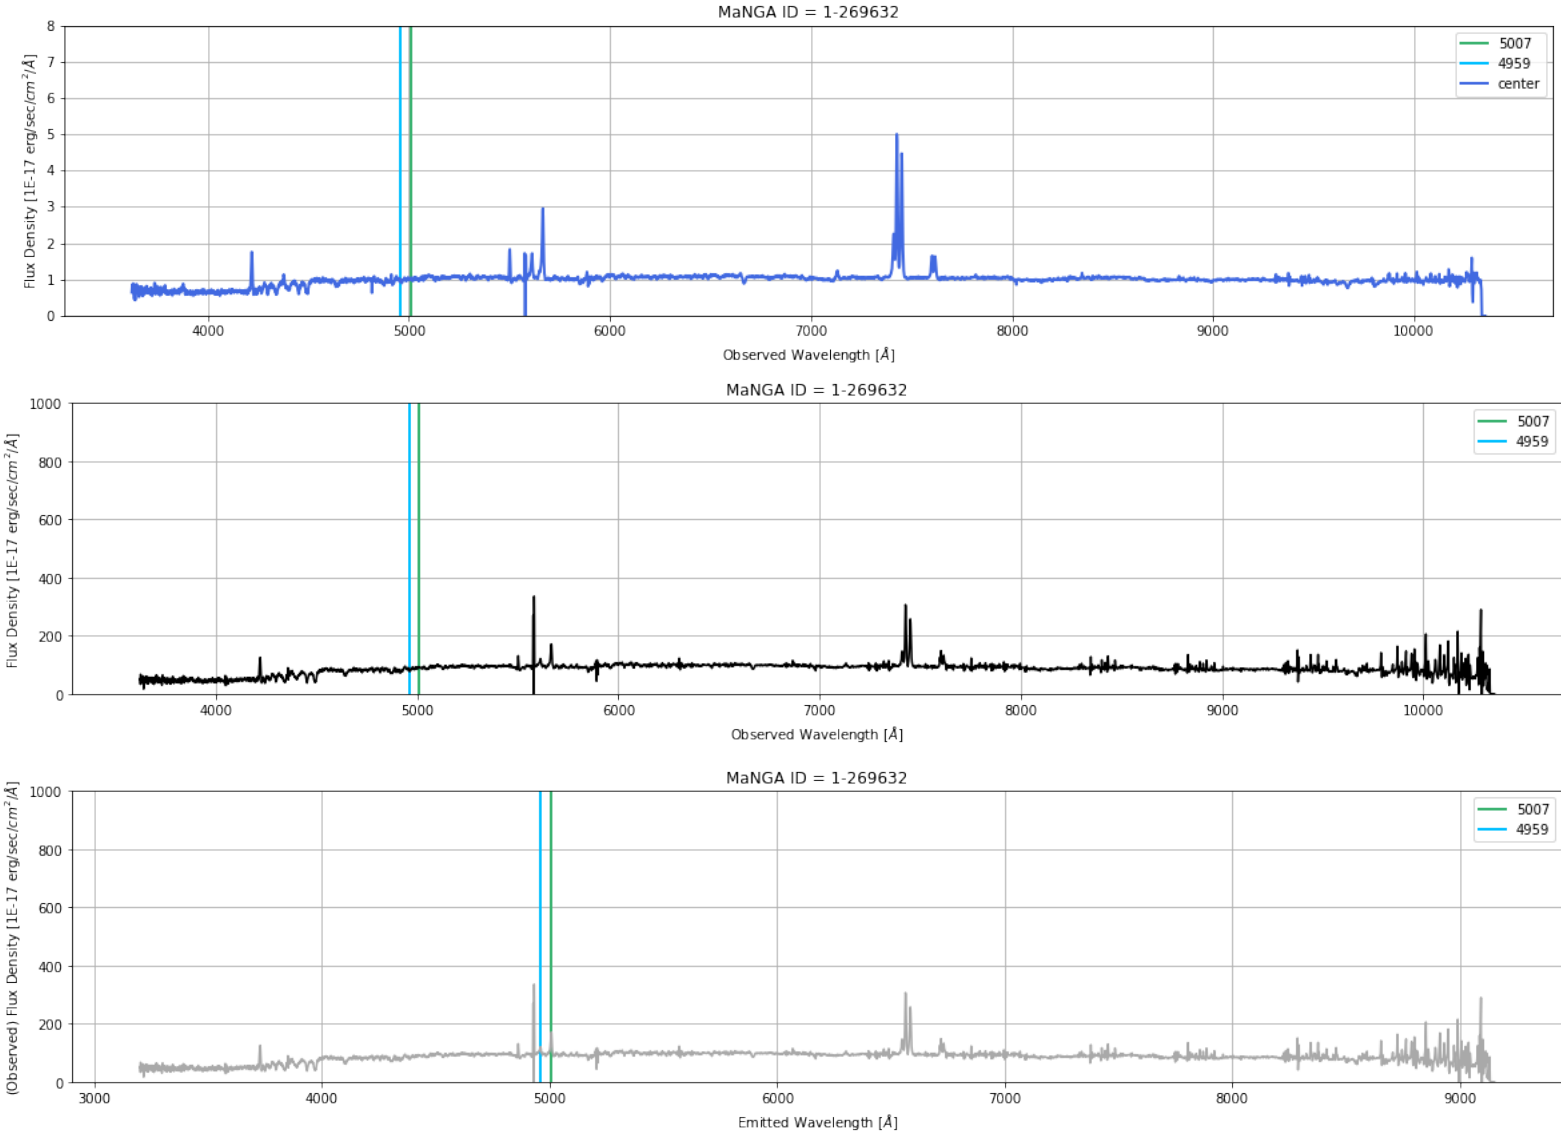 MaNGA ID = 1-269632
Flux Density [1E-17 erg/sec/cm²/Å]
8
7
6
5
4
3
2
1
0
5007
4959
center
4000 5000 6000 7000 8000 9000 10000
Observed Wavelength [Å]
MaNGA ID = 1-269632
Flux Density [1E-17 erg/sec/cm²/Å]
1000
800
600
400
200
0
5007
4959
4000 5000 6000 7000 8000 9000 10000
Observed Wavelength [Å]
MaNGA ID = 1-269632
(Observed) Flux Density [1E-17 erg/sec/cm²/Å]
1000
800
600
400
200
0
5007
4959
3000 4000 5000 6000 7000 8000 9000
Emitted Wavelength [Å]